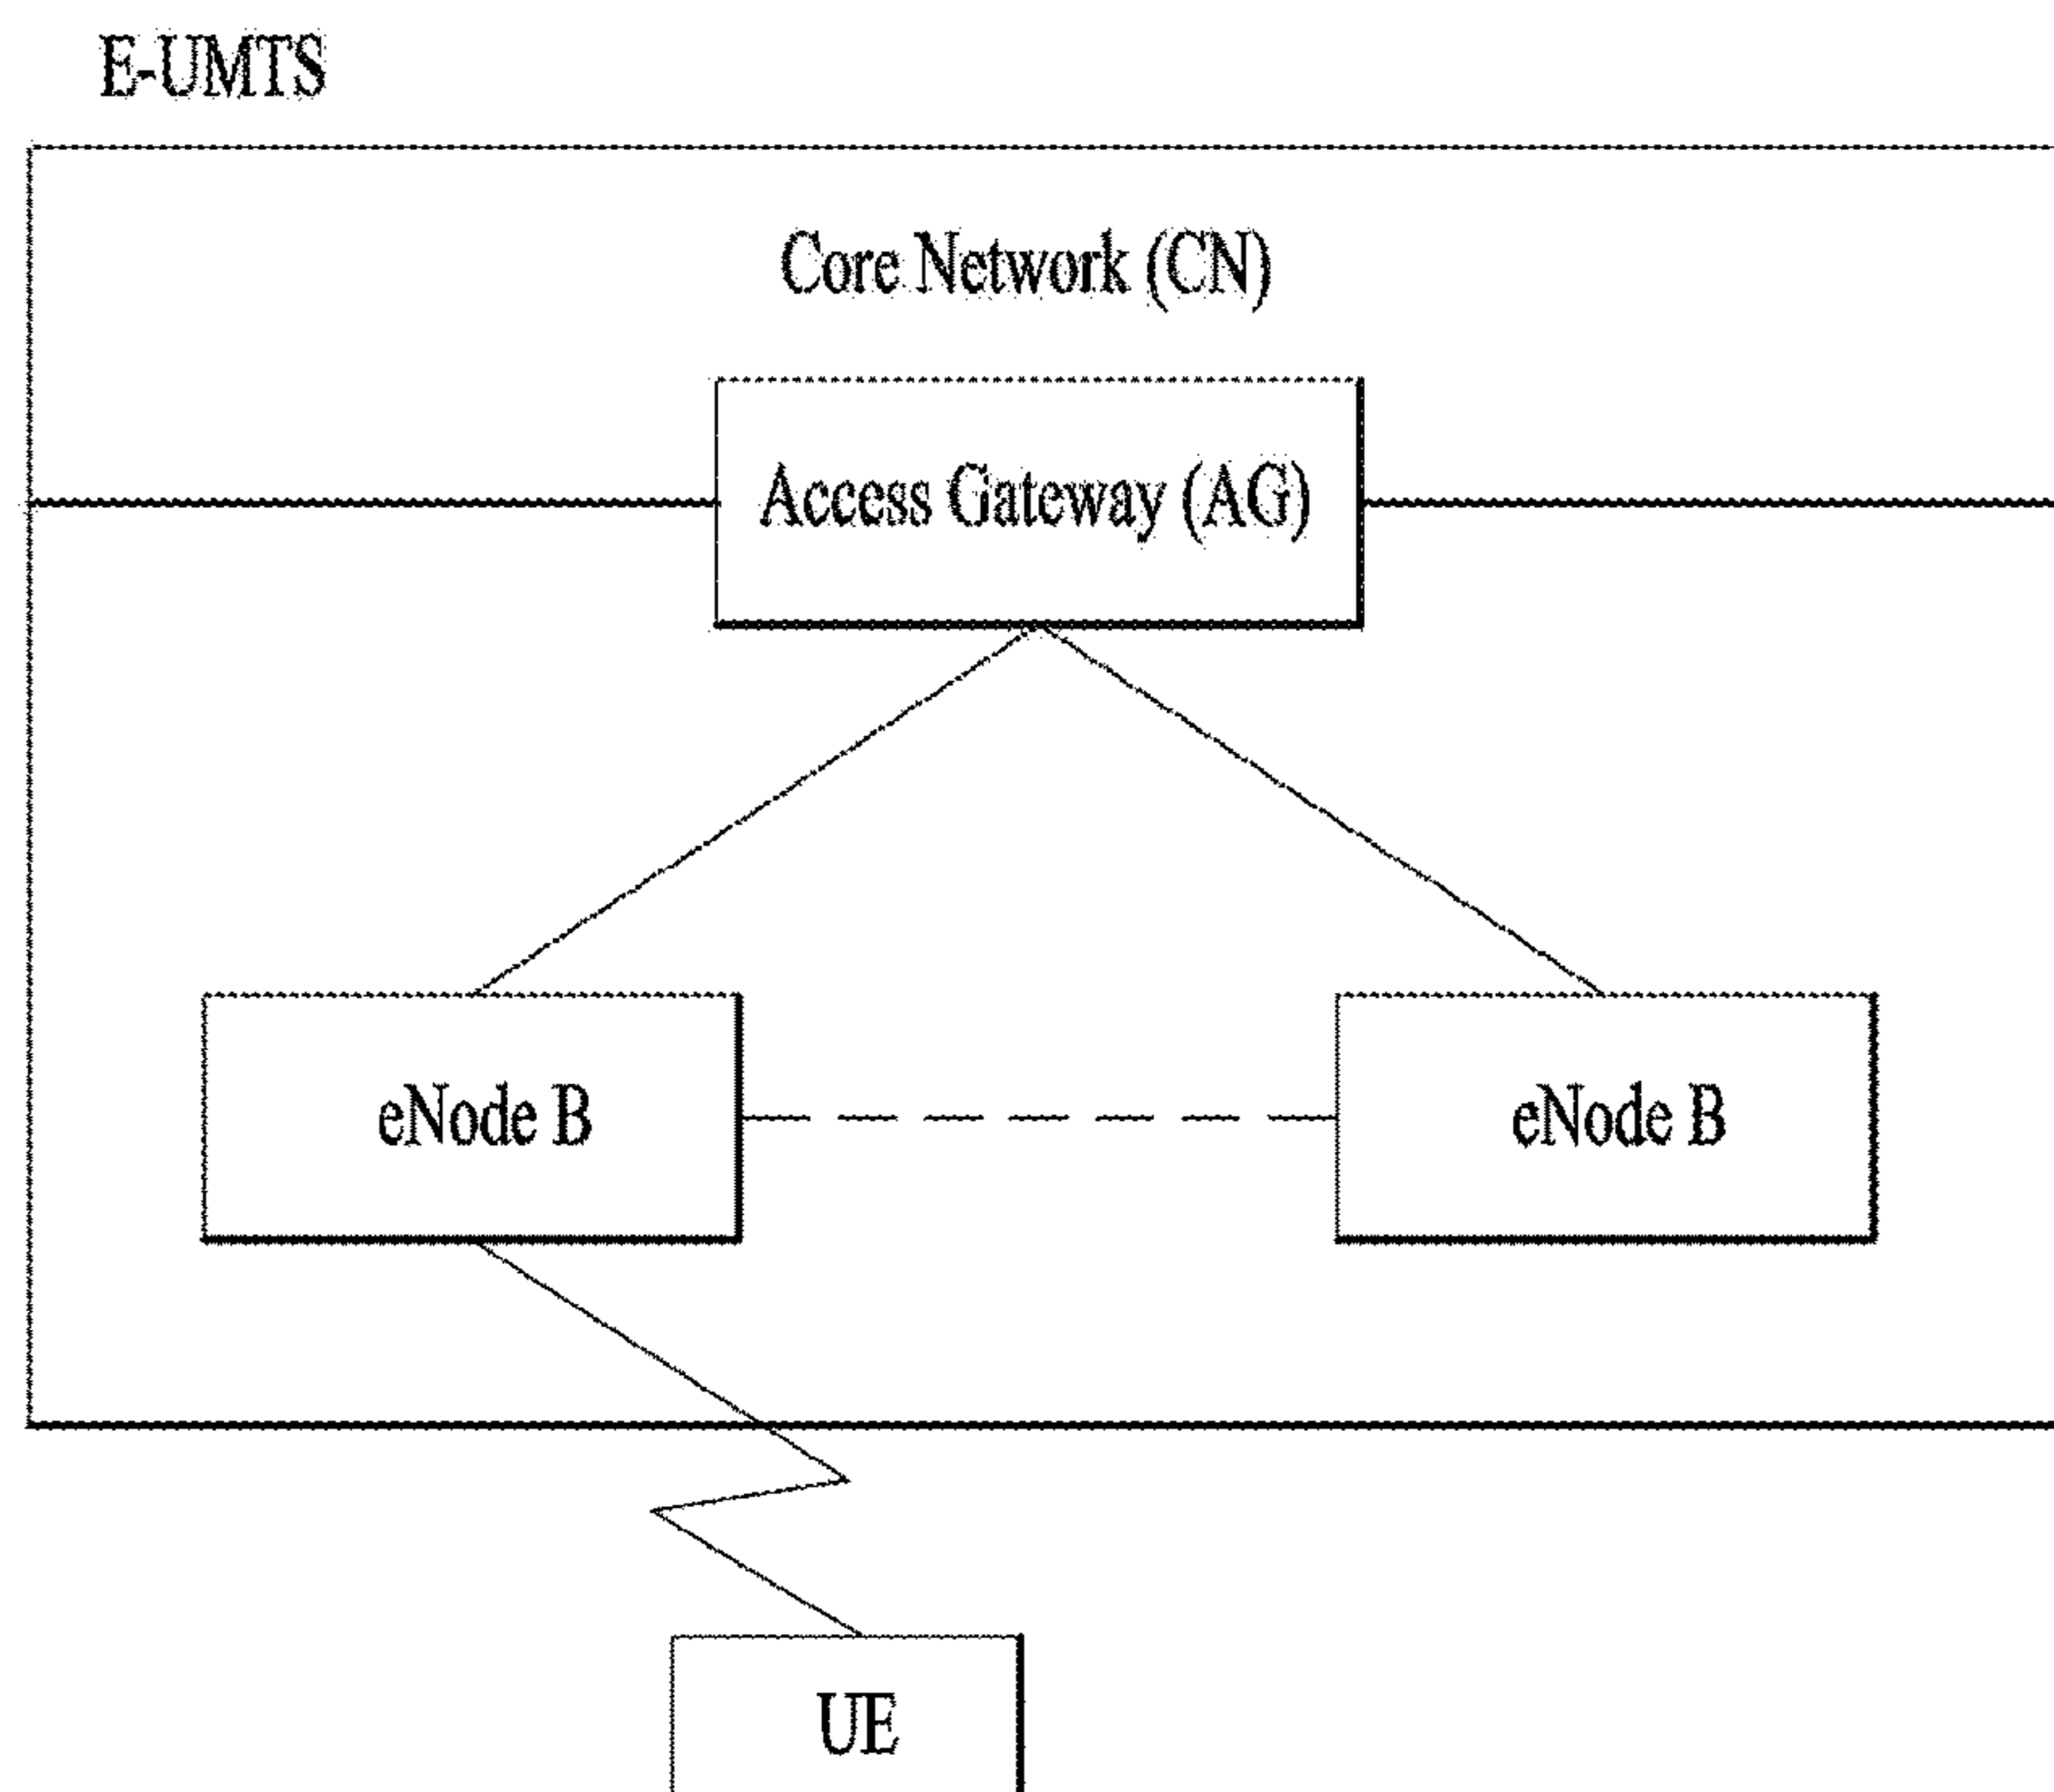 E-UMTS
Core Network (CN)
Access Gateway (AG)
eNode B
eNode B
UE